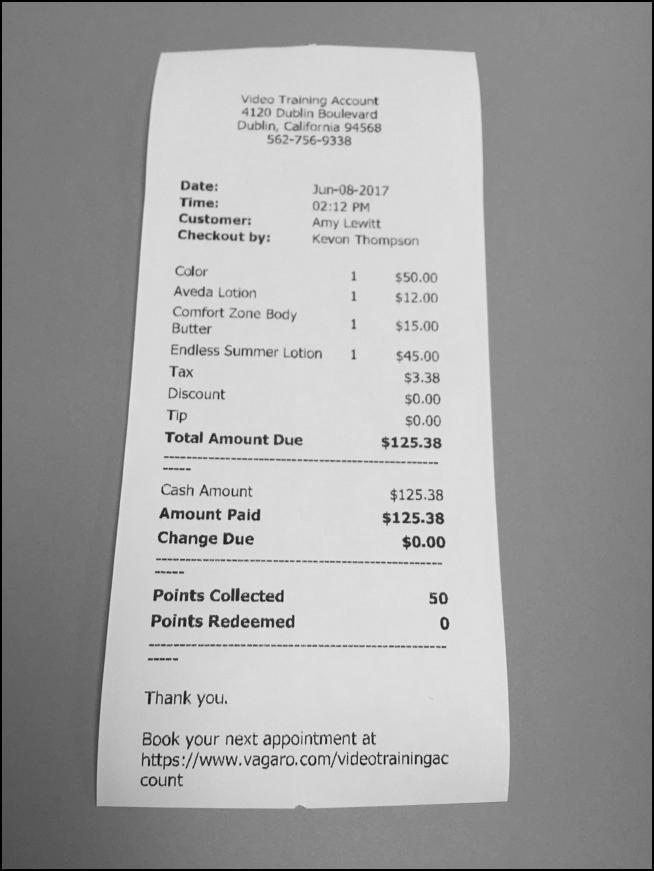 Video Training Account
4120 Dublin Boulevard
Dublin, California 94568
562-756-9338
Date: Jun-08-2017
Time: 02:12 PM
Customer: Amy Lewitt
Checkout by: Kevon Thompson
Color 1 $50.00
Aveda Lotion 1 $12.00
Comfort Zone Body
Butter 1 $15.00
Endless Summer Lotion 1 $45.00
Tax $3.38
Discount $0.00
Tip $0.00
Total Amount Due $125.38
Cash Amount $125.38
Amount Paid $125.38
Change Due $0.00
Points Collected 50
Points Redeemed 0
Thank you.
Book your next appointment at
https://www.vagaro.com/videotrainingac
count